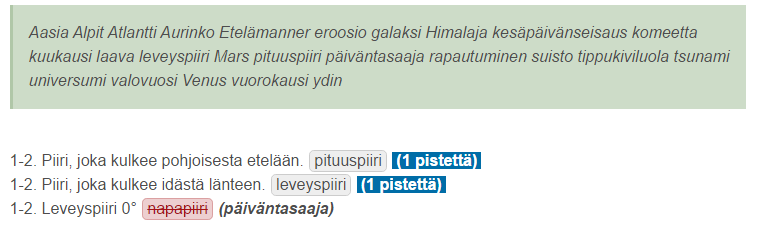 Aasia Alpit Atlantti Aurinko Etelämanner eroosio galaksi Himalaja kesäpäivänseisaus komeetta
kuukausi laava leveyspiiri Mars pituuspiiri päiväntasaaja rapautuminen suisto tippukiviluola tsunami
universumi valovuosi Venus vuorokausi ydin
1-2. Piiri, joka kulkee pohjoisesta etelään. pituuspiiri (1 pistettä)
1-2. Piiri, joka kulkee idästä länteen. leveyspiiri (1 pistettä)
1-2. Leveyspiiri 0° napapiiri (päiväntasaaja)